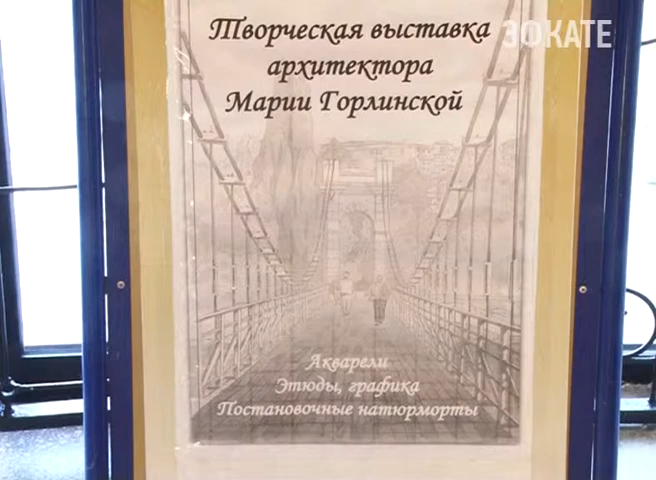 Творческая выставка
архитектора
Марии Горлинской
Акварели
Этюды, графика
Постановочные натюрморты
ЗОКАТЕ